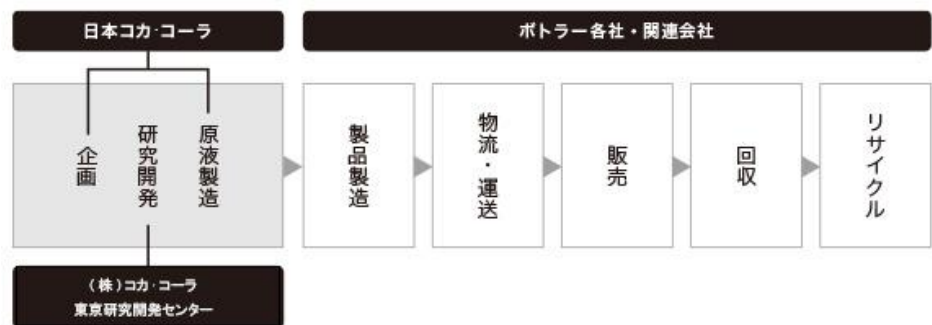 日本コカ·コーラ
ボトラー各社・関連会社
企画
研究開発
原液製造
製品製造
物流・運送
販売
回収
リサイクル
（株）コカ·コーラ
東京研究開発センター